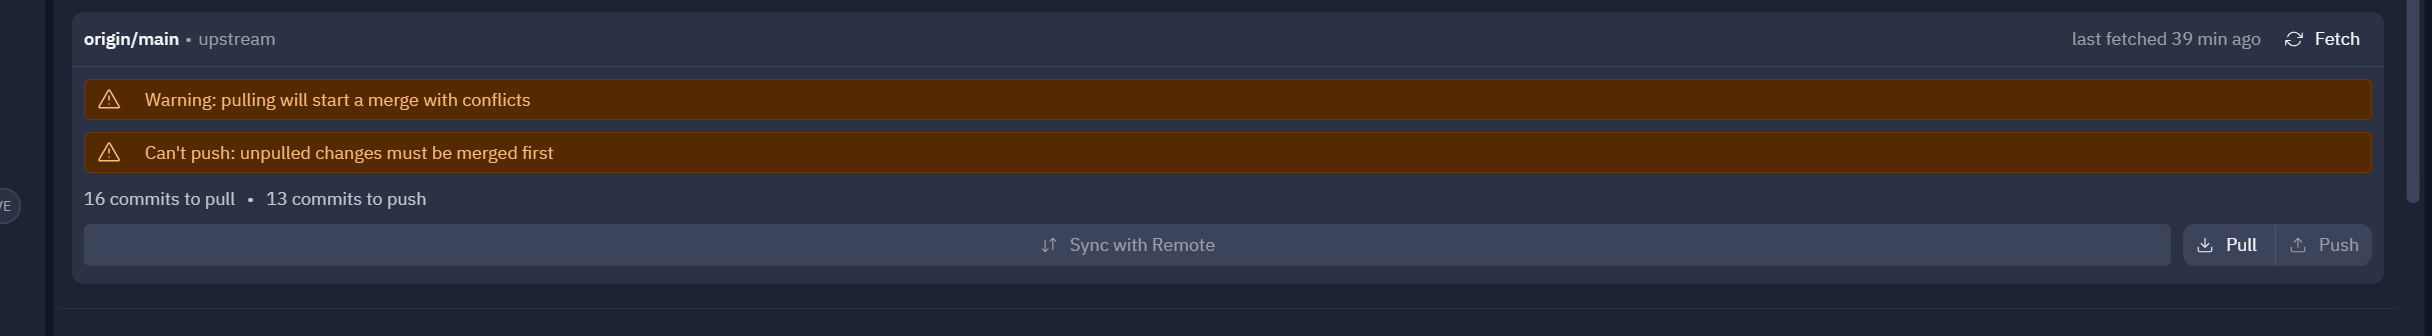 origin/main • upstream last fetched 39 min ago Fetch
Warning: pulling will start a merge with conflicts
Can't push: unpulled changes must be merged first
16 commits to pull • 13 commits to push
VE
Sync with Remote Pull Push